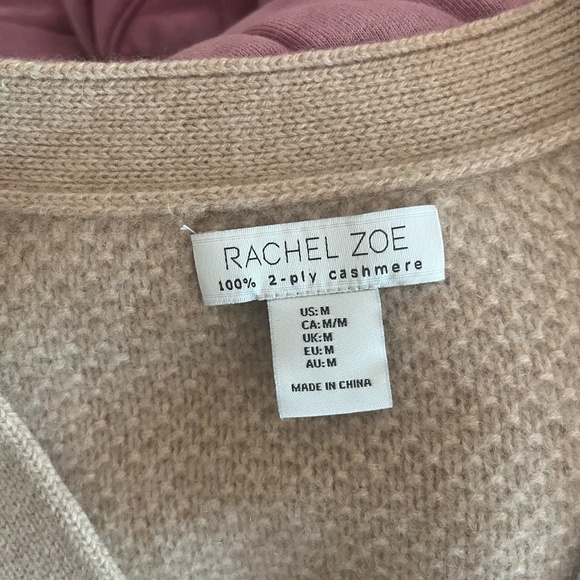 RACHEL ZOE
100% 2-ply cashmere
US: M
CA: M/M
UK: M
EU: M
AU: M
MADE IN CHINA